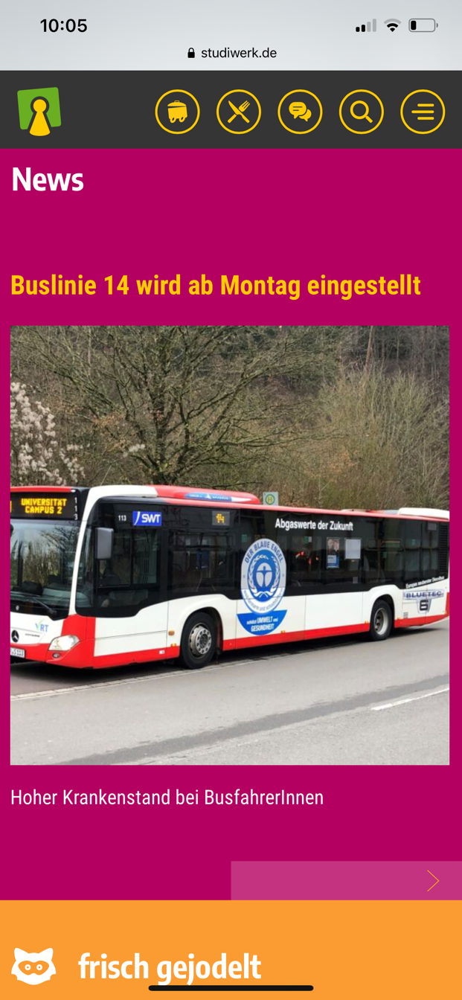 10:05
studiwerk.de
News
Buslinie 14 wird ab Montag eingestellt
UNIVERSITÄT
CAMPUS 2
113
SWT
14
Abgaswerte der Zukunft
DER BLAUE ENGEL
schützt UMWELT und
GESUNDHEIT
BLUETEC
6
VRT
Hoher Krankenstand bei BusfahrerInnen
frisch gejodelt